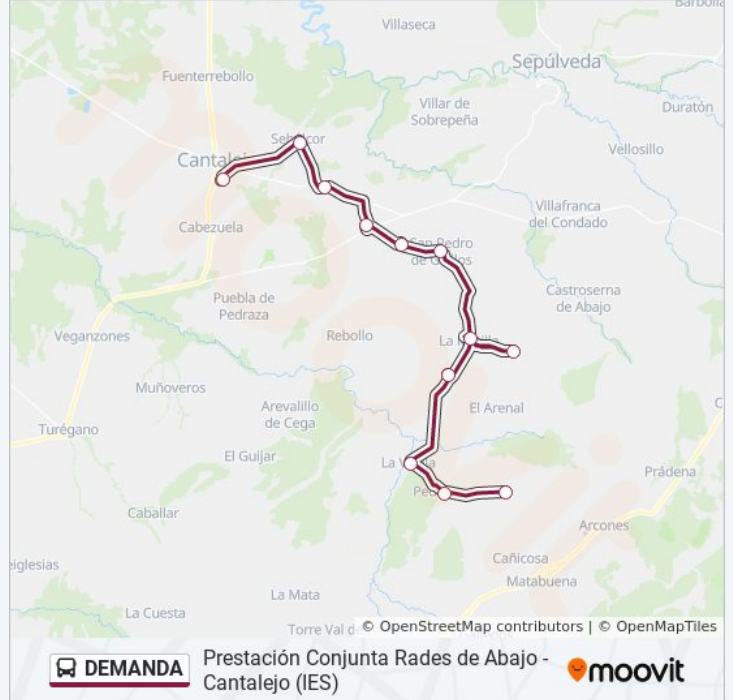 Barbolla
Villaseca
Sepúlveda
Fuenterrebollo
Villar de
Sobrepeña
Duratón
Vellosillo
Cabezuela
Villafranca
del Condado
San Pedro
Castroserna
de Abajo
Puebla de
Pedraza
Rebollo
Veganzones
Muñoveros
El Arenal
Arevalillo
de Cega
Turégano
El Guijar
Prádena
Caballar
Arcones
eiglesias
Cañicosa
Matabuena
La Mata
La Cuesta
Torre Val d
© OpenStreetMap contributors | © OpenMapTiles
DEMANDA
Prestación Conjunta Rades de Abajo -
Cantalejo (IES)
moovit